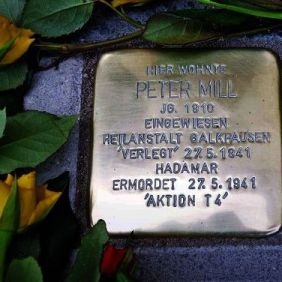 HIER WOHNTE
PETER MILL
JG. 1910
EINGEWIESEN
HEILANSTALT GALKHAUSEN
'VERLEGT' 27.5.1941
HADAMAR
ERMORDET 27.5.1941
'AKTION T4'